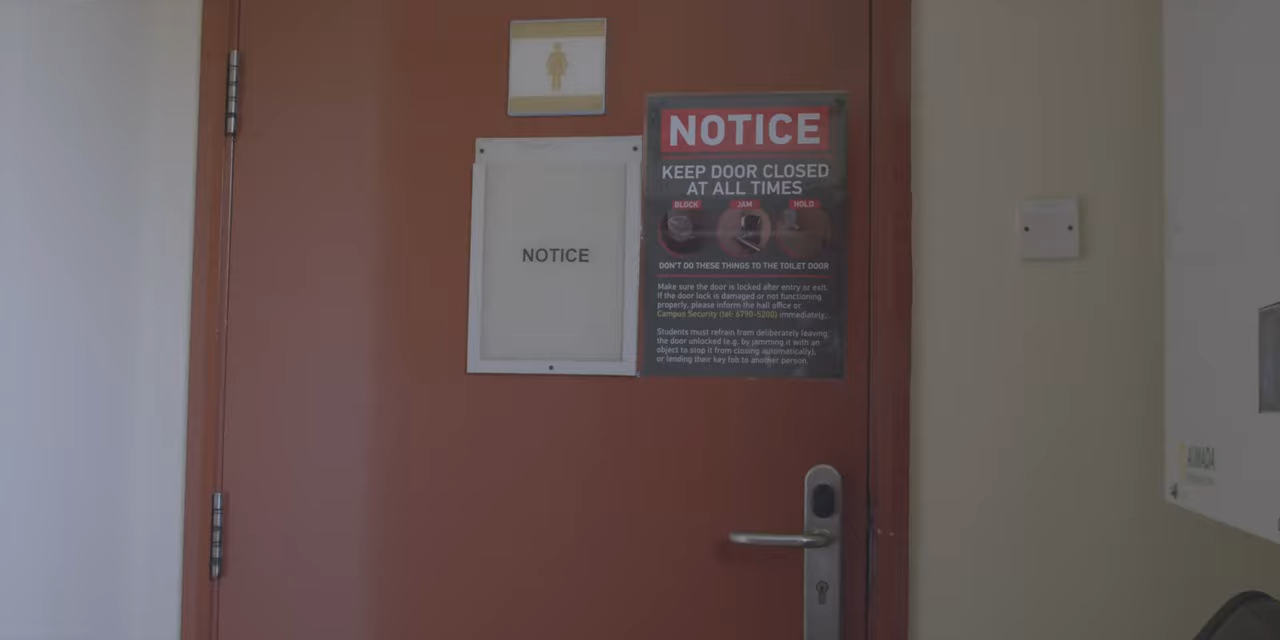 NOTICE
NOTICE
KEEP DOOR CLOSED
AT ALL TIMES
BLOCK JAM HOLD
DON'T DO THESE THINGS TO THE TOILET DOOR
Make sure the door is locked after entry or exit.
If the door lock is damaged or not functioning
properly, please inform the hall office or
Campus Security (tel: 6790-5200) immediately.
Students must refrain from deliberately leaving
the door unlocked (e.g. by jamming it with an
object to stop it from closing automatically),
or lending their key fob to another person.